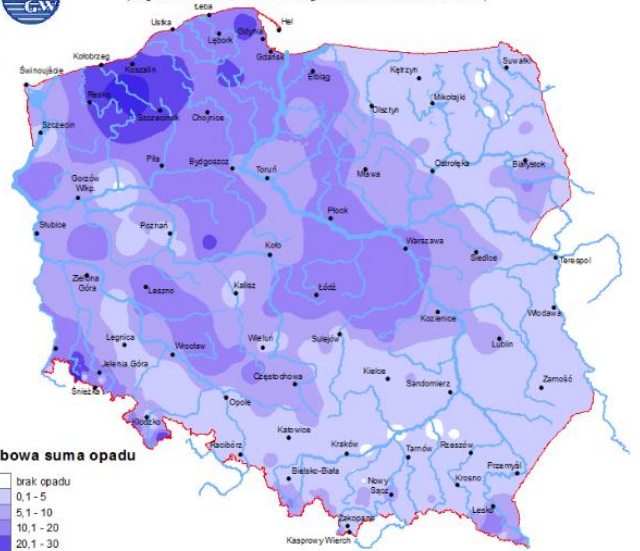 GW
Łeba
Ustka
Hel
Gdynia
Lębork
Gdańsk
Kołobrzeg
Koszalin
Świnoujście
Elbląg
Kętrzyn
Suwałki
Resko
Olsztyn
Mikołajki
Szczecinek
Chojnice
Szczecin
Piła
Bydgoszcz
Toruń
Mława
Ostrołęka
Białystok
Gorzów
Wlkp.
Płock
Słubice
Poznań
Koło
Warszawa
Siedlce
Terespol
Zielona
Góra
Leszno
Kalisz
Łódź
Kozienice
Włodawa
Legnica
Wrocław
Wieluń
Sulejów
Lublin
Jelenia Góra
Śnieżka
Częstochowa
Kielce
Sandomierz
Zamość
Opole
Kłodzko
Katowice
Racibórz
Kraków
Tarnów
Rzeszów
Przemyśl
Bielsko-Biała
Nowy
Sącz
Krosno
Lesko
Zakopane
Kasprowy Wierch
bowa suma opadu
brak opadu
0,1 - 5
5,1 - 10
10,1 - 20
20,1 - 30